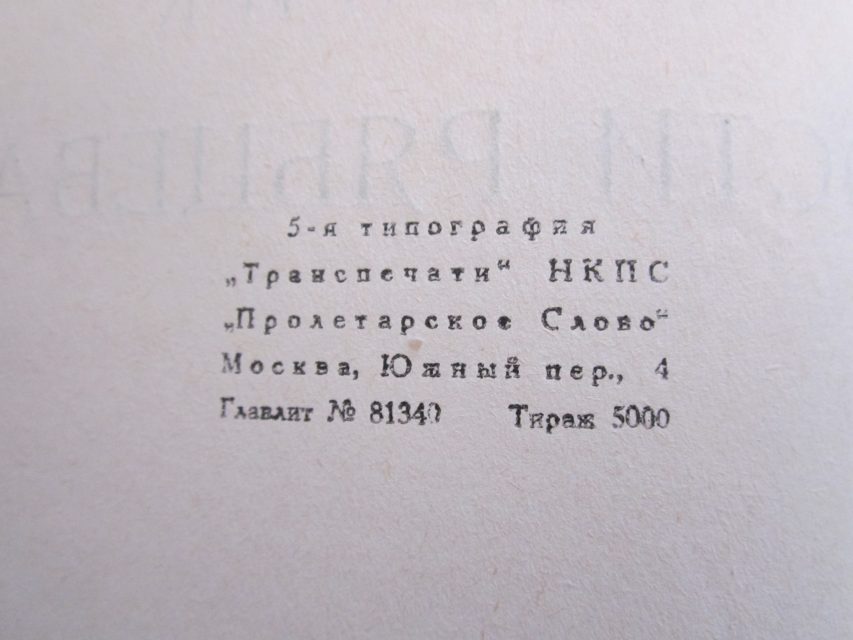 5-я типография
„Транспечати“ НКПС
„Пролетарское Слово“
Москва, Южный пер., 4
Главлит № 81340 Тираж 5000